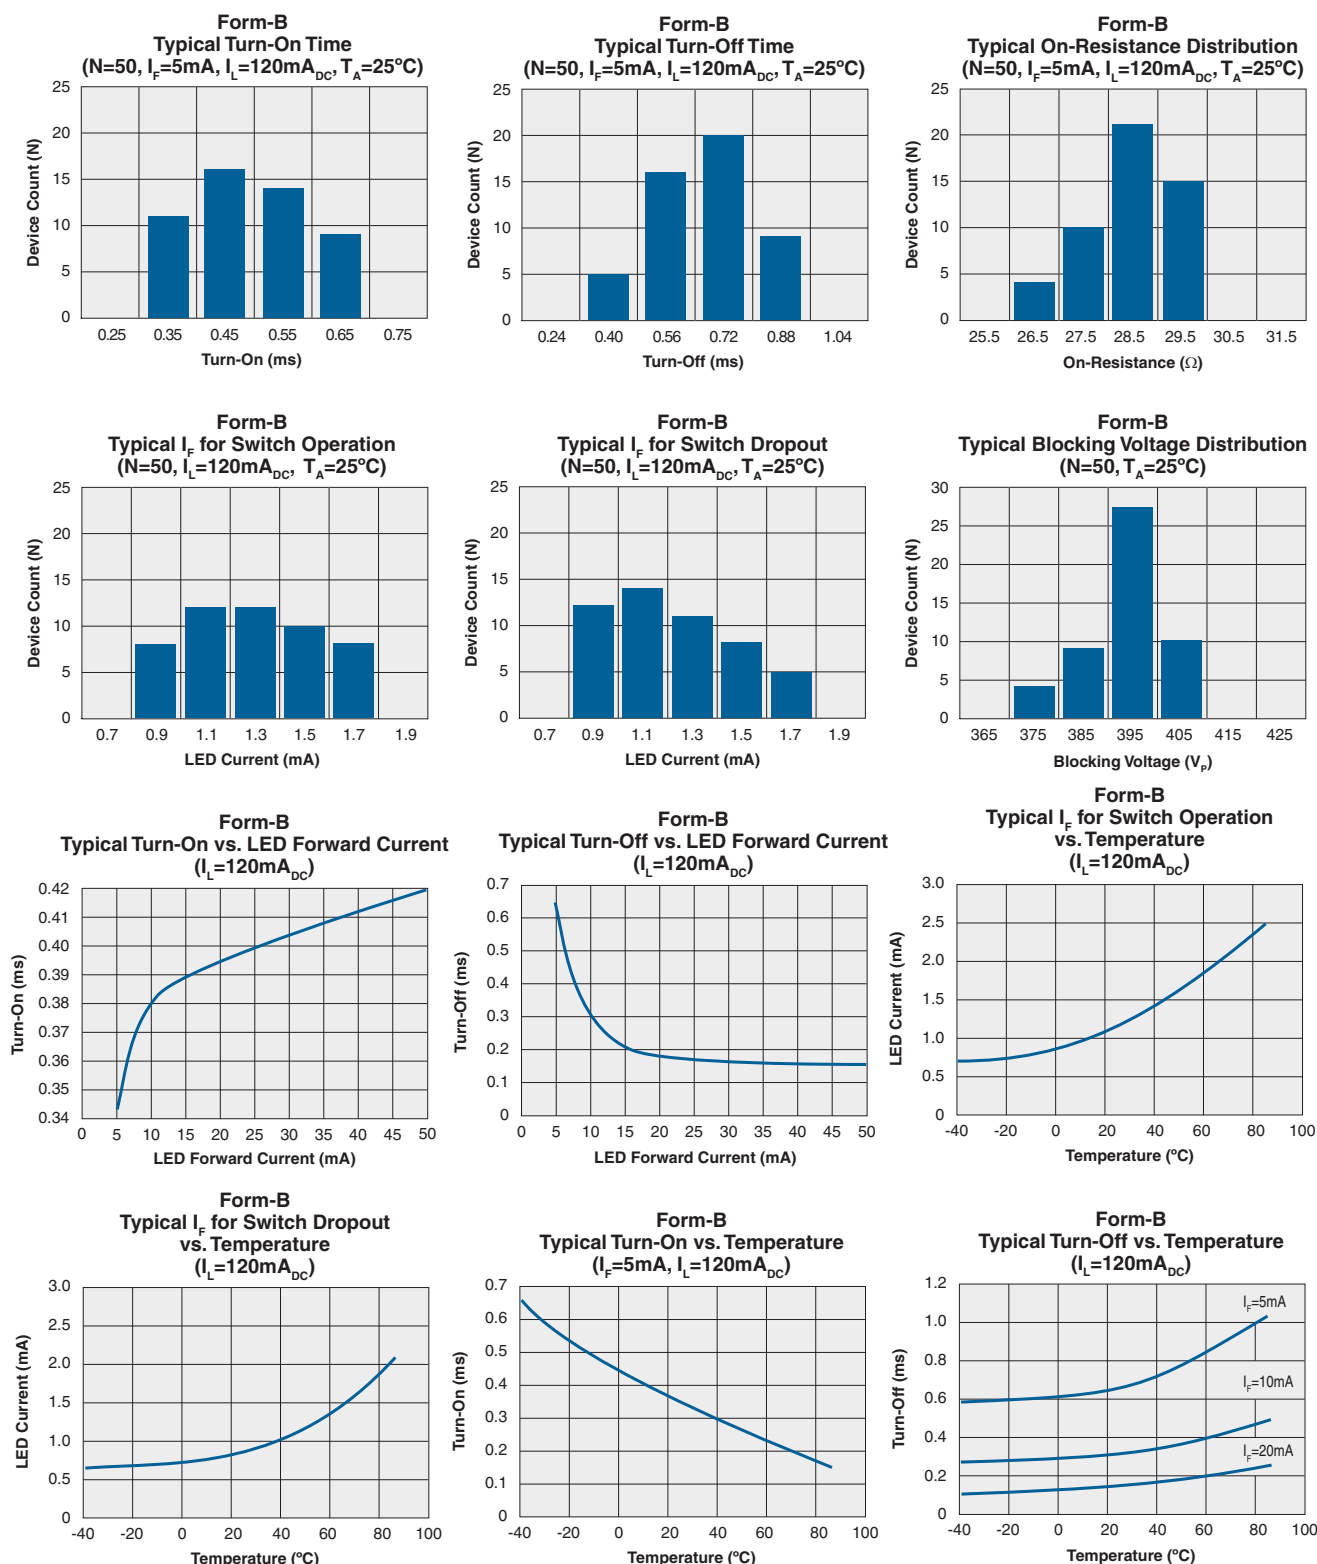 Form-B
Typical Turn-On Time
(N=50, IF=5mA, IL=120mADC, TA=25ºC)
25
20
15
10
5
0
Device Count (N)
0.25 0.35 0.45 0.55 0.65 0.75
Turn-On (ms)
Form-B
Typical Turn-Off Time
(N=50, IF=5mA, IL=120mADC, TA=25ºC)
25
20
15
10
5
0
Device Count (N)
0.24 0.40 0.56 0.72 0.88 1.04
Turn-Off (ms)
Form-B
Typical On-Resistance Distribution
(N=50, IF=5mA, IL=120mADC, TA=25ºC)
25
20
15
10
5
0
Device Count (N)
25.5 26.5 27.5 28.5 29.5 30.5 31.5
On-Resistance (Ω)
Form-B
Typical IF for Switch Operation
(N=50, IL=120mADC, TA=25ºC)
25
20
15
10
5
0
Device Count (N)
0.7 0.9 1.1 1.3 1.5 1.7 1.9
LED Current (mA)
Form-B
Typical IF for Switch Dropout
(N=50, IL=120mADC, TA=25ºC)
25
20
15
10
5
0
Device Count (N)
0.7 0.9 1.1 1.3 1.5 1.7 1.9
LED Current (mA)
Form-B
Typical Blocking Voltage Distribution
(N=50, TA=25ºC)
30
25
20
15
10
5
0
Device Count (N)
365 375 385 395 405 415 425
Blocking Voltage (VP)
Form-B
Typical Turn-On vs. LED Forward Current
(IL=120mADC)
0.42
0.41
0.40
0.39
0.38
0.37
0.36
0.35
0.34
Turn-On (ms)
0 5 10 15 20 25 30 35 40 45 50
LED Forward Current (mA)
Form-B
Typical Turn-Off vs. LED Forward Current
(IL=120mADC)
0.7
0.6
0.5
0.4
0.3
0.2
0.1
0
Turn-Off (ms)
0 5 10 15 20 25 30 35 40 45 50
LED Forward Current (mA)
Form-B
Typical IF for Switch Operation
vs. Temperature
(IL=120mADC)
3.0
2.5
2.0
1.5
1.0
0.5
0
LED Current (mA)
-40 -20 0 20 40 60 80 100
Temperature (ºC)
Form-B
Typical IF for Switch Dropout
vs. Temperature
(IL=120mADC)
3.0
2.5
2.0
1.5
1.0
0.5
0
LED Current (mA)
-40 -20 0 20 40 60 80 100
Temperature (ºC)
Form-B
Typical Turn-On vs. Temperature
(IF=5mA, IL=120mADC)
0.7
0.6
0.5
0.4
0.3
0.2
0.1
0
Turn-On (ms)
-40 -20 0 20 40 60 80 100
Temperature (ºC)
Form-B
Typical Turn-Off vs. Temperature
(IL=120mADC)
1.2
1.0
0.8
0.6
0.4
0.2
0
Turn-Off (ms)
IF=5mA
IF=10mA
IF=20mA
-40 -20 0 20 40 60 80 100
Temperature (ºC)